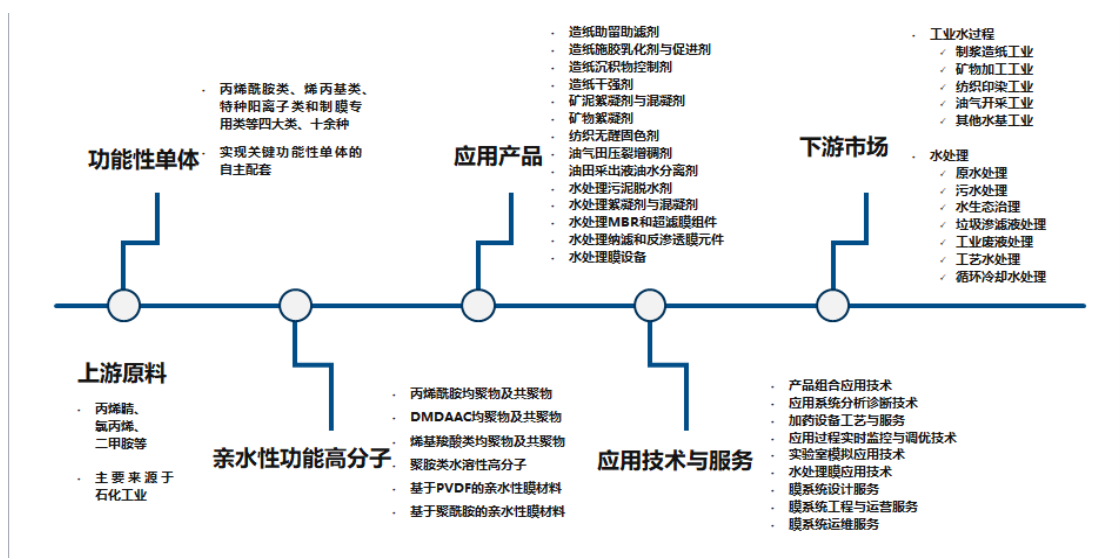 功能性单体
· 丙烯酰胺类、烯丙基类、
特种阳离子类和制膜专
用类等四大类、十余种
· 实现关键功能性单体的
自主配套
应用产品
· 造纸助留助滤剂
· 造纸施胶乳化剂与促进剂
· 造纸沉积物控制剂
· 造纸干强剂
· 矿泥絮凝剂与混凝剂
· 矿物絮凝剂
· 纺织无醛固色剂
· 油气田压裂增稠剂
· 油田采出液油水分离剂
· 水处理污泥脱水剂
· 水处理絮凝剂与混凝剂
· 水处理MBR和超滤膜组件
· 水处理纳滤和反渗透膜元件
· 水处理膜设备
下游市场
· 工业水过程
✓ 制浆造纸工业
✓ 矿物加工工业
✓ 纺织印染工业
✓ 油气开采工业
✓ 其他水基工业
· 水处理
✓ 原水处理
✓ 污水处理
✓ 水生态治理
✓ 垃圾渗滤液处理
✓ 工业废液处理
✓ 工艺水处理
✓ 循环冷却水处理
上游原料
· 丙烯腈、
氯丙烯、
二甲胺等
· 主要来源于
石化工业
亲水性功能高分子
· 丙烯酰胺均聚物及共聚物
· DMDAAC均聚物及共聚物
· 烯基羧酸类均聚物及共聚物
· 聚胺类水溶性高分子
· 基于PVDF的亲水性膜材料
· 基于聚酰胺的亲水性膜材料
应用技术与服务
· 产品组合应用技术
· 应用系统分析诊断技术
· 加药设备工艺与服务
· 应用过程实时监控与调优技术
· 实验室模拟应用技术
· 水处理膜应用技术
· 膜系统设计服务
· 膜系统工程与运营服务
· 膜系统运维服务